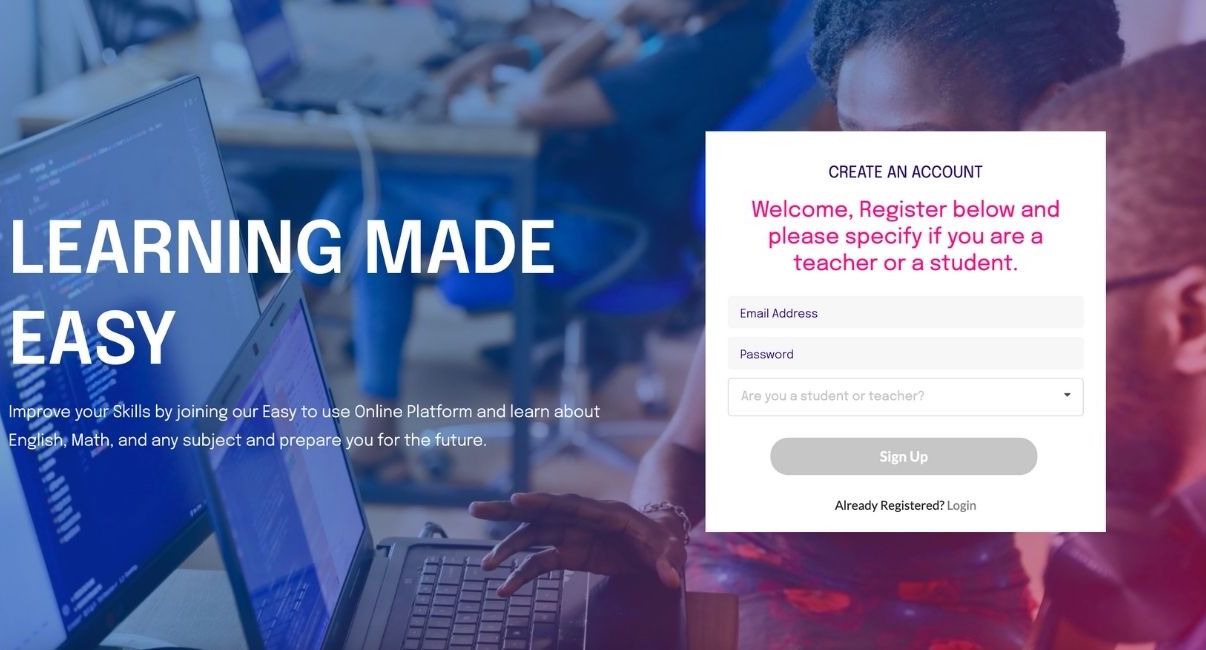 LEARNING MADE
EASY
Improve your Skills by joining our Easy to use Online Platform and learn about
English, Math, and any subject and prepare you for the future.
CREATE AN ACCOUNT
Welcome, Register below and
please specify if you are a
teacher or a student.
Email Address
Password
Are you a student or teacher?
Sign Up
Already Registered? Login